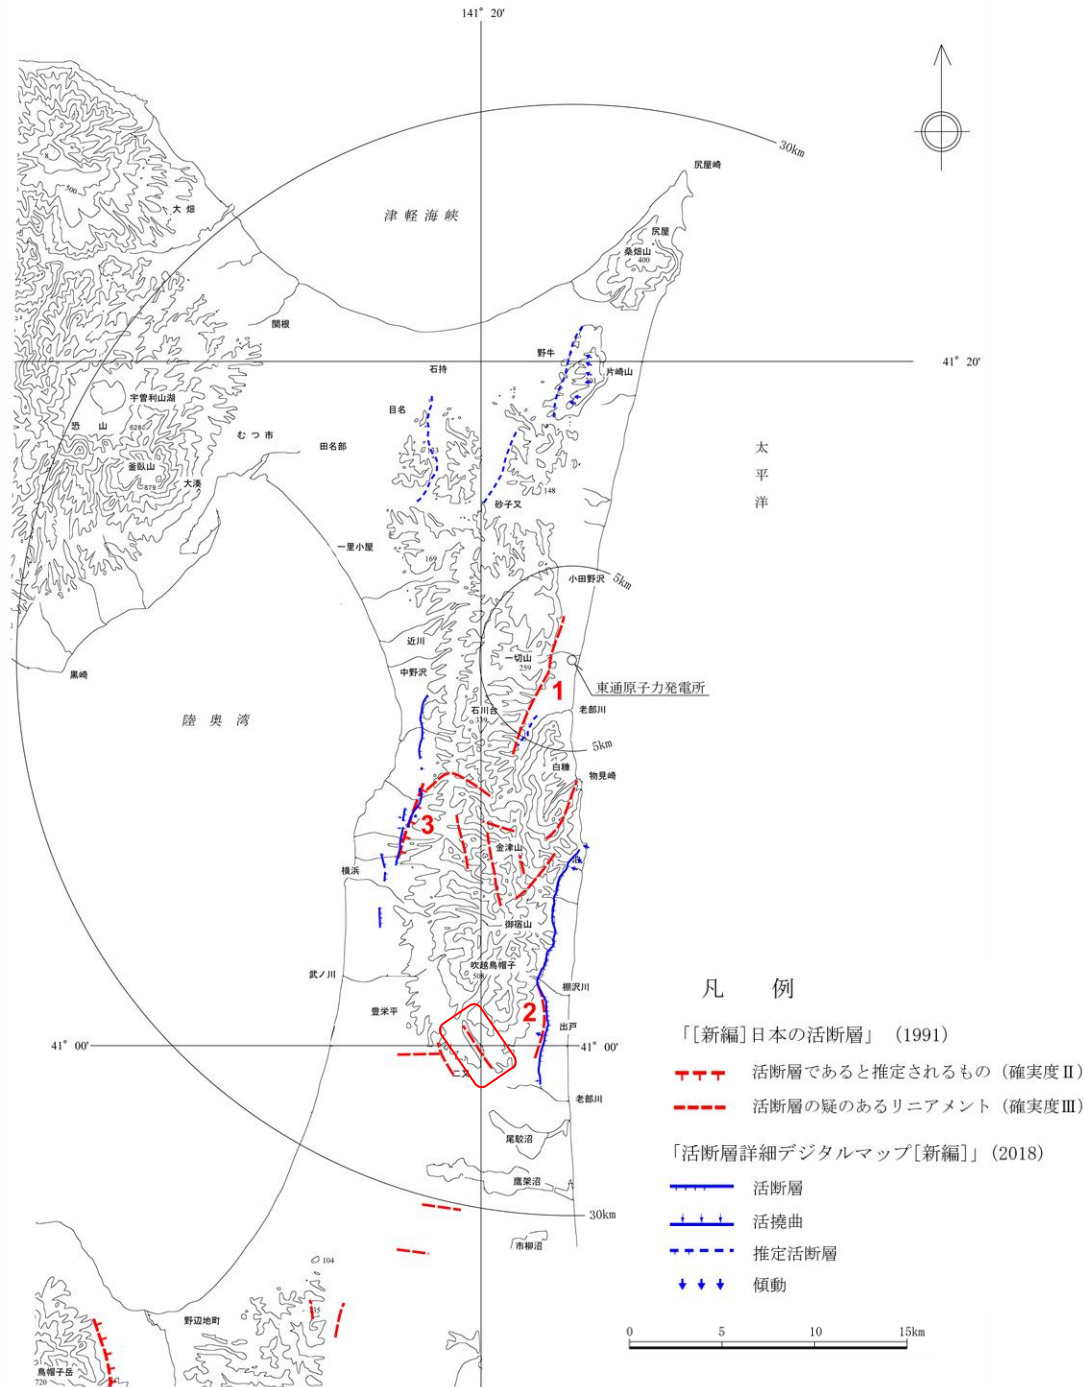 141° 20′
30km
尻屋崎
大畑
500
8
津軽海峡
尻屋
桑畑山
400
関根
野牛
41° 20′
石持
片崎山
宇曽利山湖
目名
恐山
628
むつ市
田名部
太平洋
釜臥山
879
大湊
148
砂子又
一里小屋
169
小田野沢
5km
近川
一切山
259
中野沢
黒崎
東通原子力発電所
1
石川台
老部川
陸奥湾
5km
白糠
物見崎
3
金津山
横浜
御宿山
吹越烏帽子
508
武ノ川
棚沢川
豊栄平
2
出戸
41° 00′
41° 00′
二又
老部川
尾駮沼
鷹架沼
30km
市柳沼
104
野辺地町
烏帽子岳
720
凡 例
「[新編]日本の活断層」 (1991)
活断層であると推定されるもの (確実度Ⅱ)
活断層の疑のあるリニアメント (確実度Ⅲ)
「活断層詳細デジタルマップ[新編]」 (2018)
活断層
活撓曲
推定活断層
傾動
0 5 10 15km